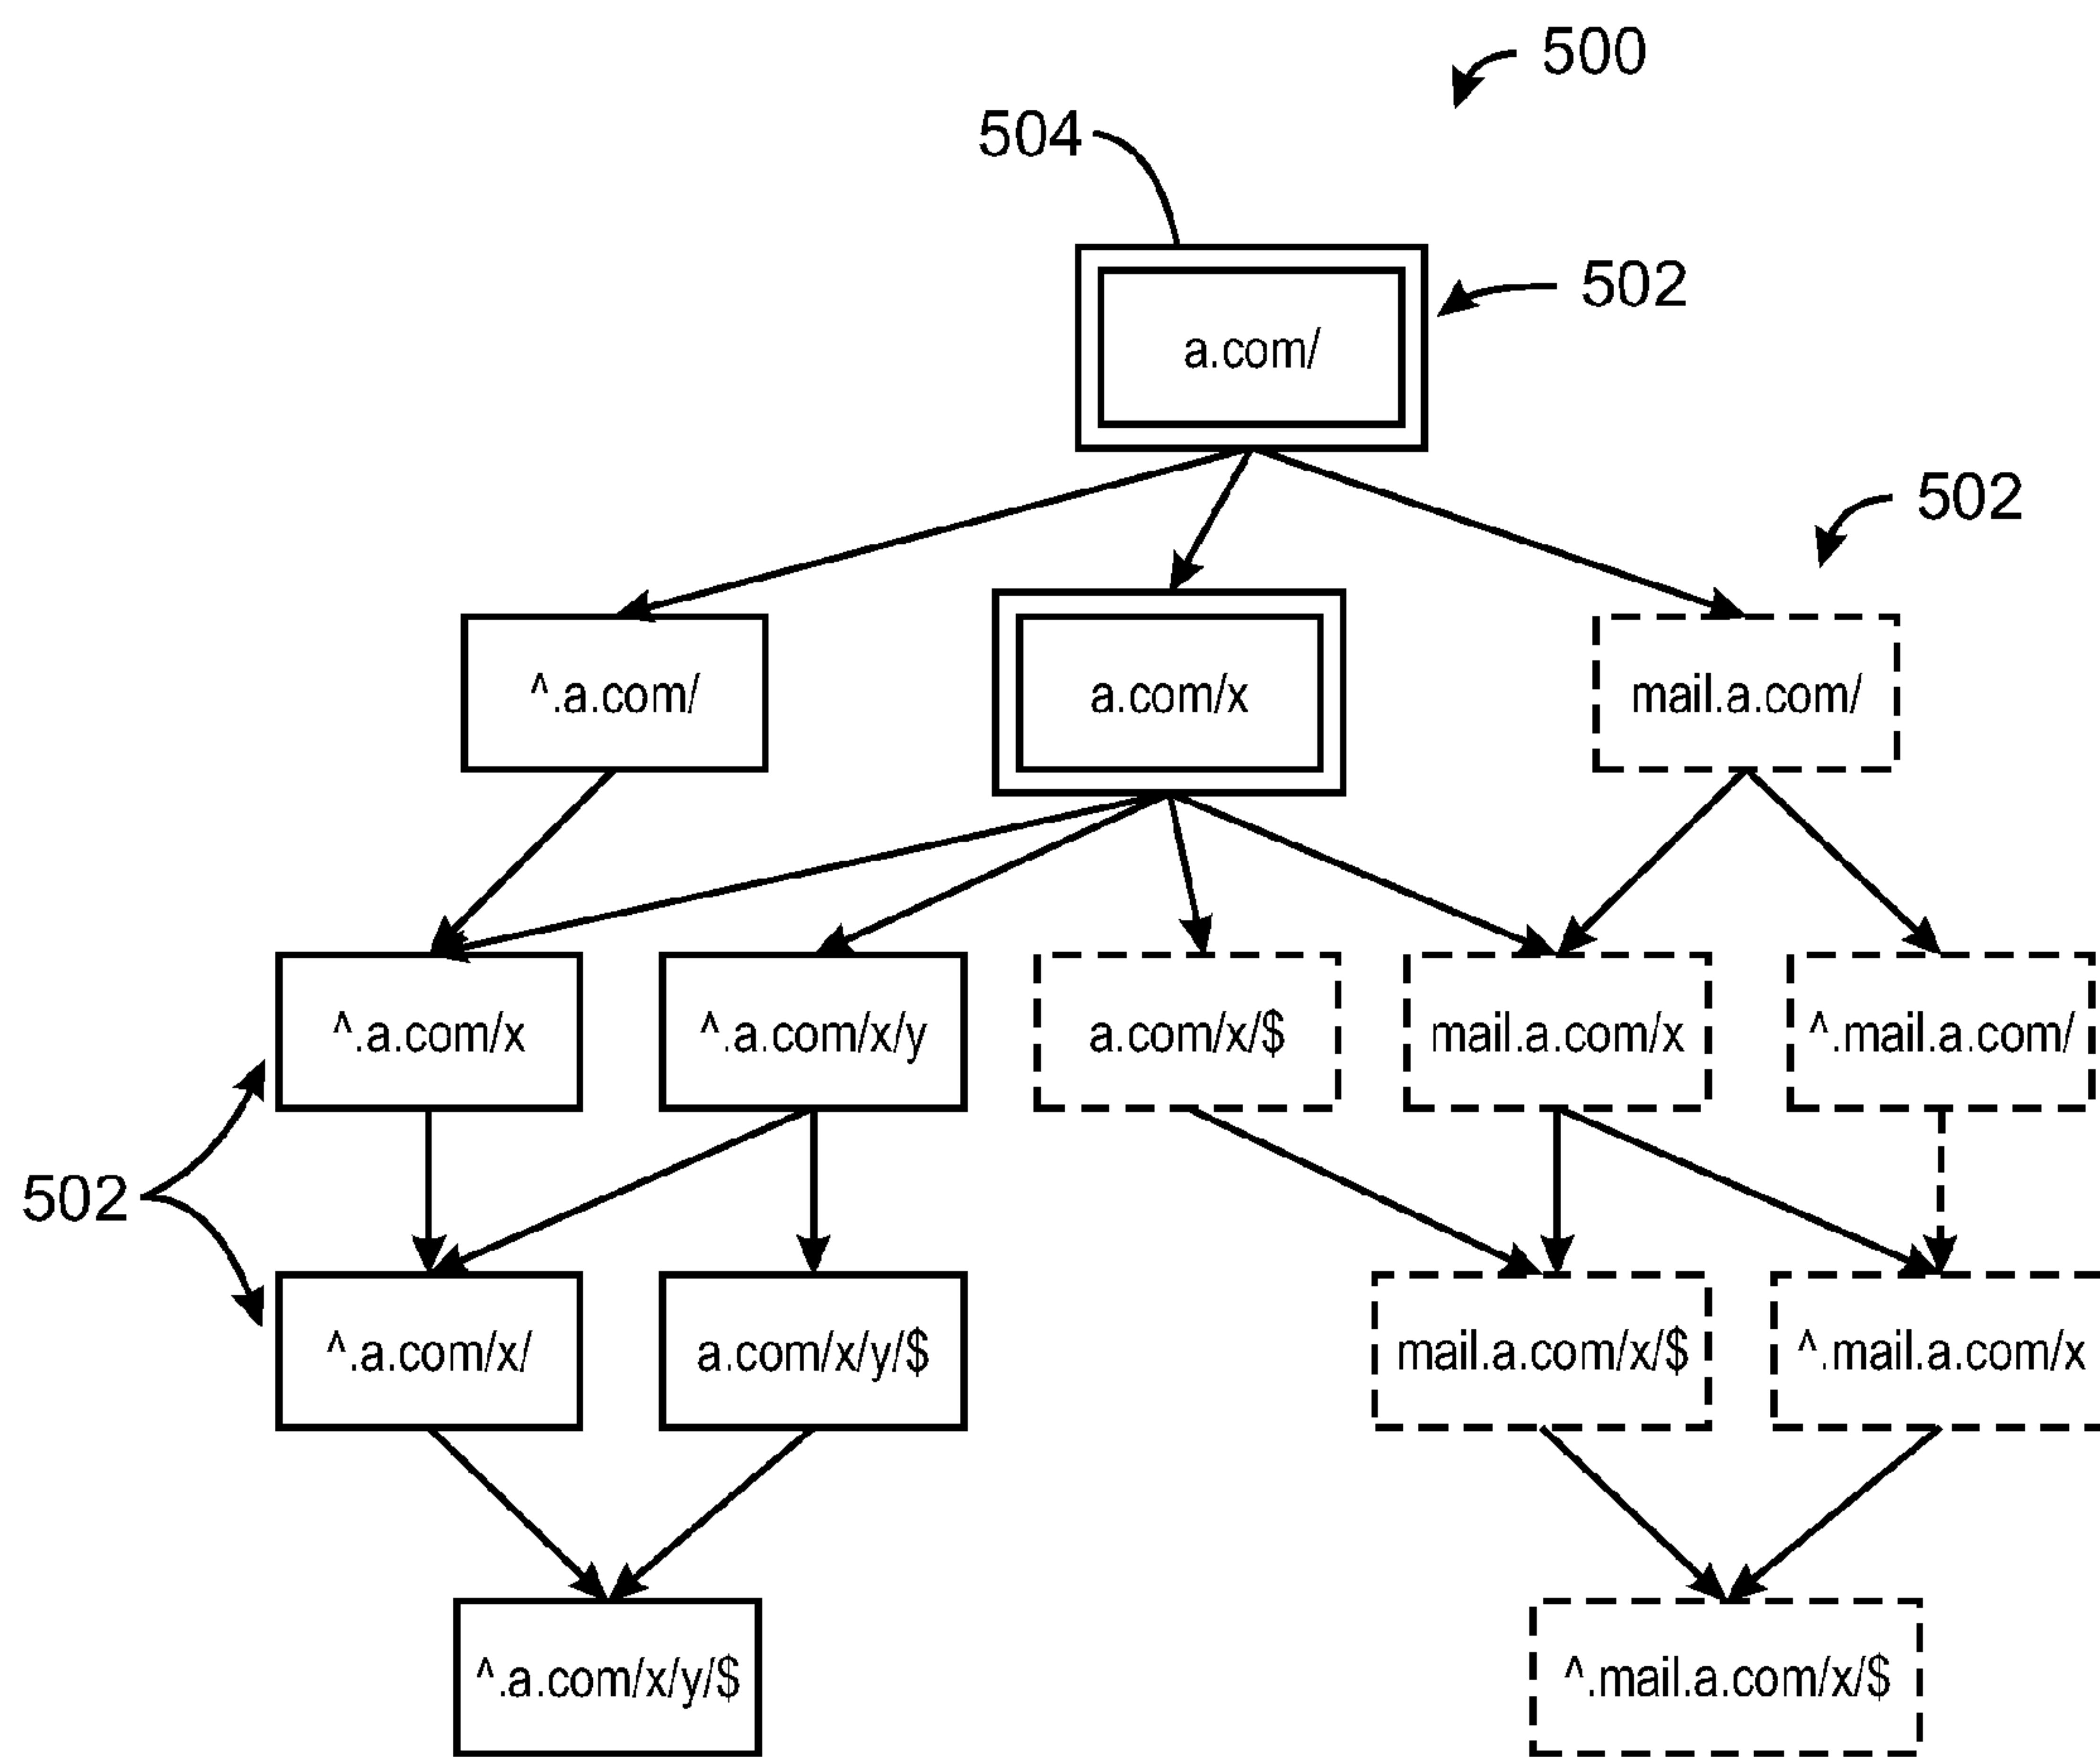 500
504
502
a.com/
502
^.a.com/
a.com/x
mail.a.com/
^.a.com/x
^.a.com/x/y
a.com/x/$
mail.a.com/x
^.mail.a.com/
502
^.a.com/x/
a.com/x/y/$
mail.a.com/x/$
^.mail.a.com/x
^.a.com/x/y/$
^.mail.a.com/x/$